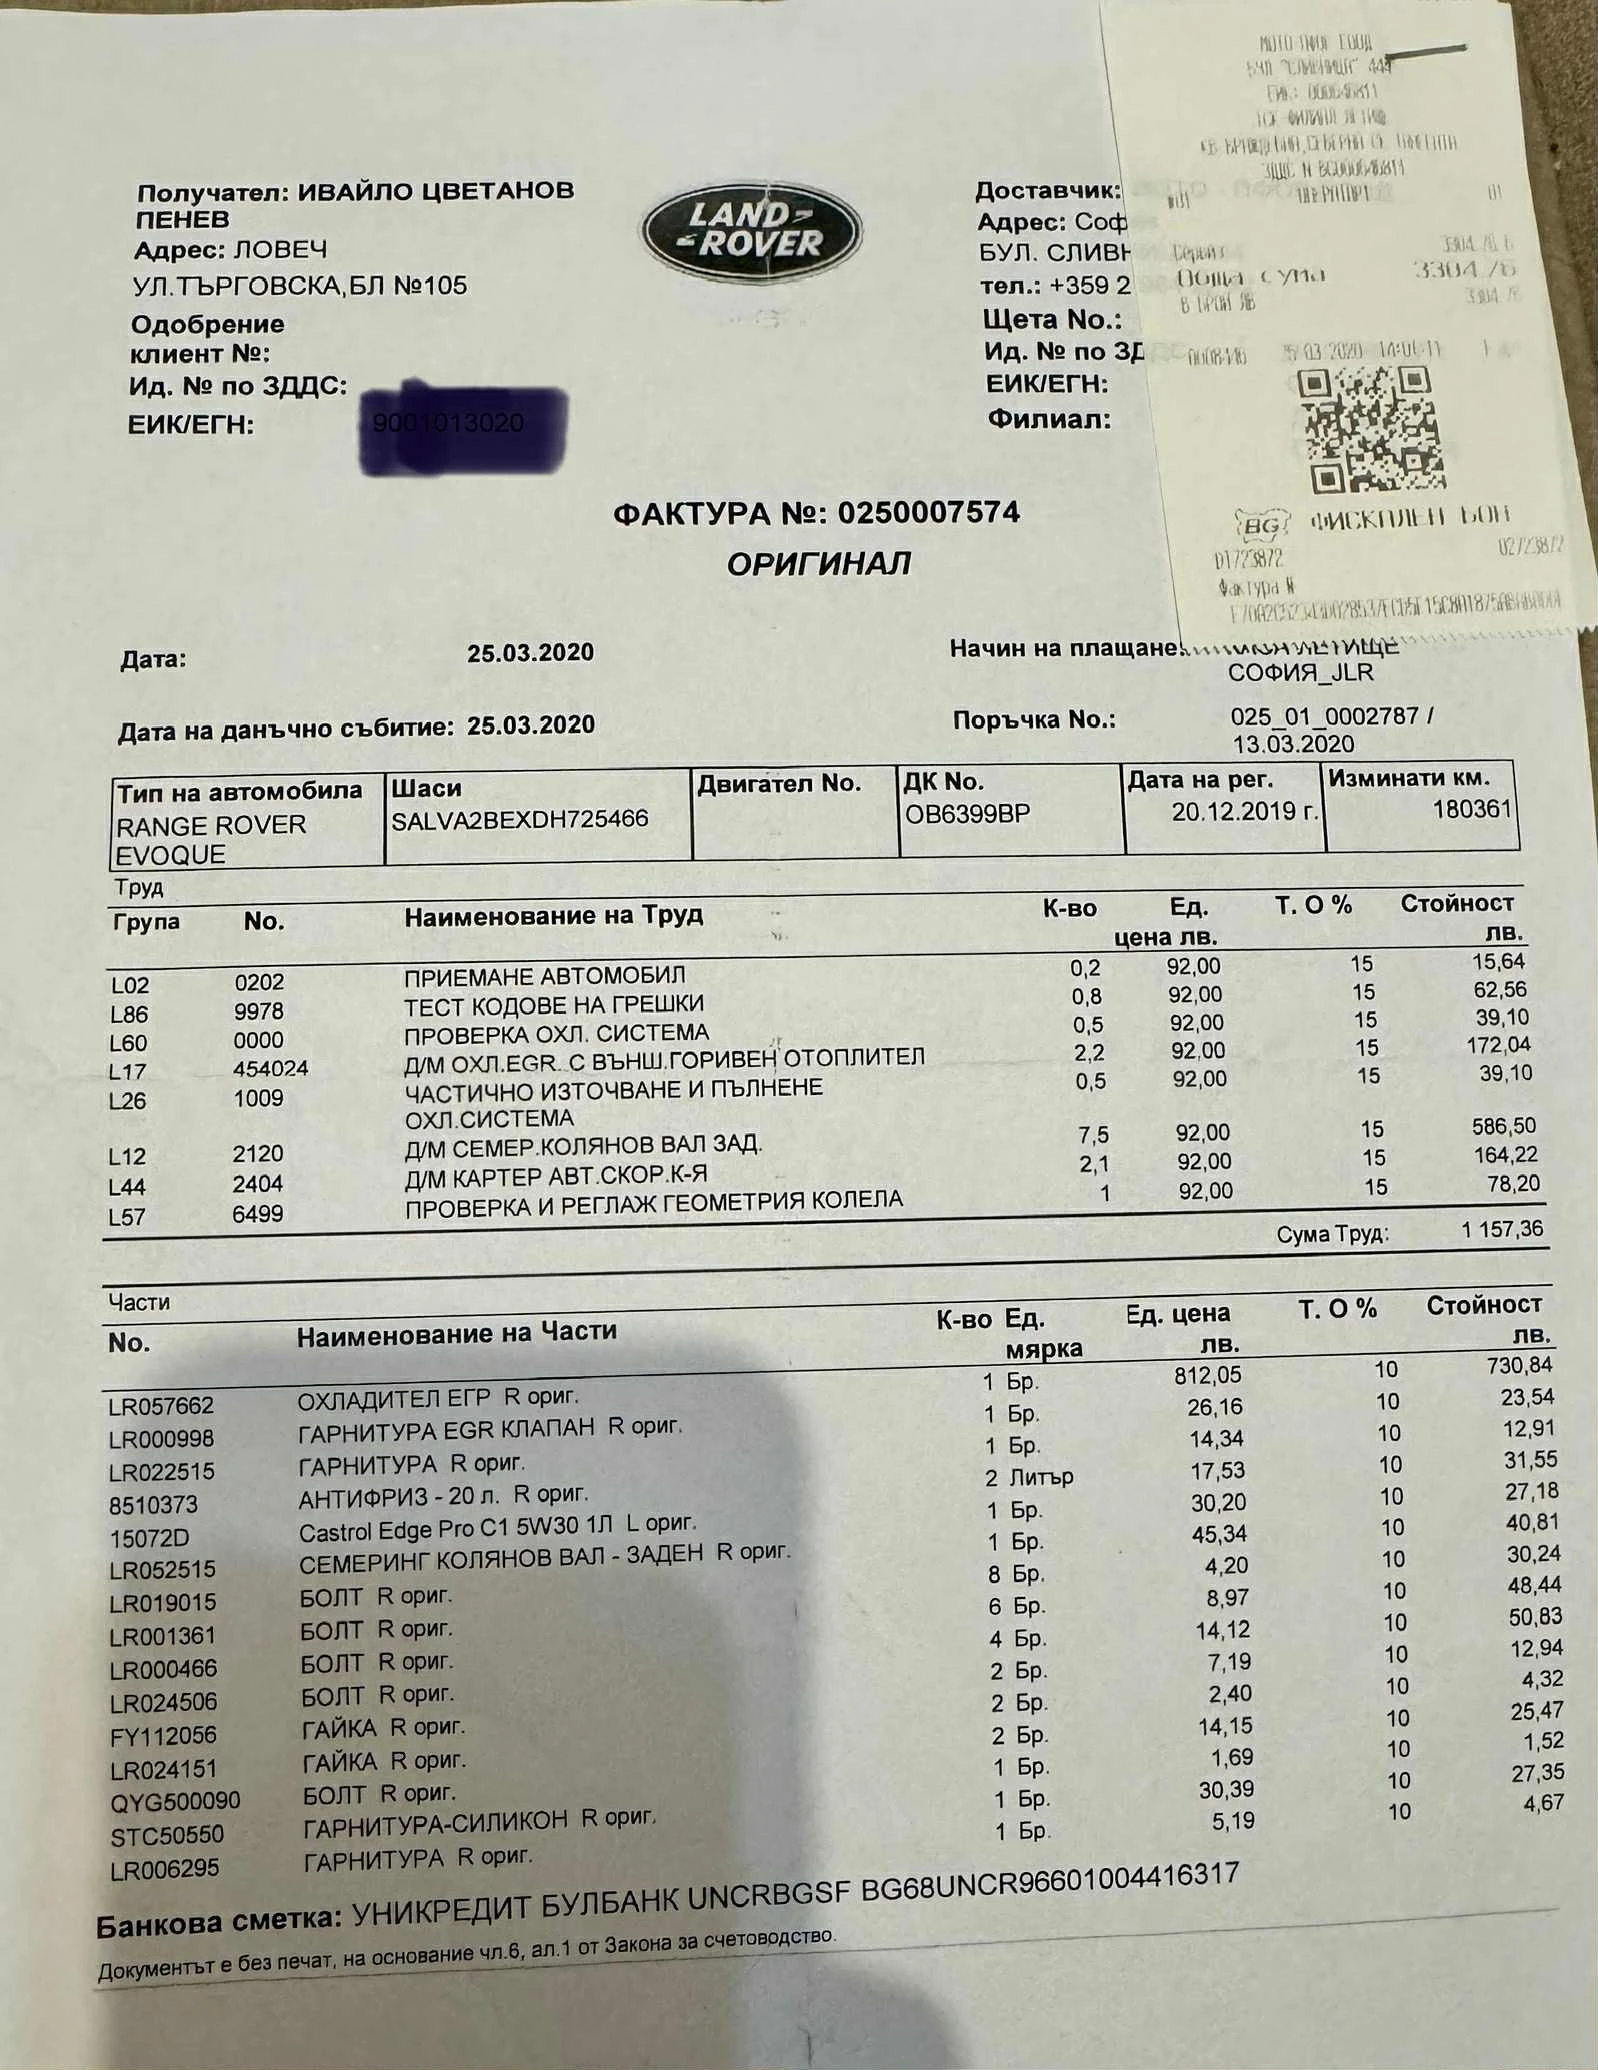 Получател: ИВАЙЛО ЦВЕТАНОВ
ПЕНЕВ
Адрес: ЛОВЕЧ
УЛ.ТЪРГОВСКА,БЛ №105
Одобрение
клиент №:
Ид. № по ЗДДС:
ЕИК/ЕГН:
LAND-
-ROVER
Доставчик:
Адрес: Соф
БУЛ. СЛИВН
тел.: +359 2
Щета No.:
Ид. № по ЗД
ЕИК/ЕГН:
Филиал:
БУЛ "СЛИВНИЦА" 444
01
Сервиз
Обща сума 3304.76
В БРОЙ ЛВ
03 2020
BG ФИСКАЛЕН БОН
02723872
Фактура №
ФАКТУРА №: 0250007574
ОРИГИНАЛ
Дата: 25.03.2020
Начин на плащане:
СОФИЯ_JLR
Дата на данъчно събитие: 25.03.2020
Поръчка No.: 025_01_0002787 /
13.03.2020
Тип на автомобила Шаси Двигател No. ДК No. Дата на рег. Изминати км.
RANGE ROVER SALVA2BEXDH725466 OB6399BP 20.12.2019 г. 180361
EVOQUE
Труд
Група No. Наименование на Труд К-во Ед. Т. О % Стойност
цена лв. лв.
L02 0202 ПРИЕМАНЕ АВТОМОБИЛ 0,2 92,00 15 15,64
L86 9978 ТЕСТ КОДОВЕ НА ГРЕШКИ 0,8 92,00 15 62,56
L60 0000 ПРОВЕРКА ОХЛ. СИСТЕМА 0,5 92,00 15 39,10
L17 454024 Д/М ОХЛ.EGR. С ВЪНШ.ГОРИВЕН ОТОПЛИТЕЛ 2,2 92,00 15 172,04
L26 1009 ЧАСТИЧНО ИЗТОЧВАНЕ И ПЪЛНЕНЕ 0,5 92,00 15 39,10
ОХЛ.СИСТЕМА
L12 2120 Д/М СЕМЕР.КОЛЯНОВ ВАЛ ЗАД. 7,5 92,00 15 586,50
L44 2404 Д/М КАРТЕР АВТ.СКОР.К-Я 2,1 92,00 15 164,22
L57 6499 ПРОВЕРКА И РЕГЛАЖ ГЕОМЕТРИЯ КОЛЕЛА 1 92,00 15 78,20
Сума Труд: 1 157,36
Части
No. Наименование на Части К-во Ед. Ед. цена Т. О % Стойност
мярка лв. лв.
LR057662 ОХЛАДИТЕЛ ЕГР R ориг. 1 Бр. 812,05 10 730,84
LR000998 ГАРНИТУРА EGR КЛАПАН R ориг. 1 Бр. 26,16 10 23,54
LR022515 ГАРНИТУРА R ориг. 1 Бр. 14,34 10 12,91
8510373 АНТИФРИЗ - 20 л. R ориг. 2 Литър 17,53 10 31,55
15072D Castrol Edge Pro C1 5W30 1Л L ориг. 1 Бр. 30,20 10 27,18
LR052515 СЕМЕРИНГ КОЛЯНОВ ВАЛ - ЗАДЕН R ориг. 1 Бр. 45,34 10 40,81
LR019015 БОЛТ R ориг. 8 Бр. 4,20 10 30,24
LR001361 БОЛТ R ориг. 6 Бр. 8,97 10 48,44
LR000466 БОЛТ R ориг. 4 Бр. 14,12 10 50,83
LR024506 БОЛТ R ориг. 2 Бр. 7,19 10 12,94
FY112056 ГАЙКА R ориг. 2 Бр. 2,40 10 4,32
LR024151 ГАЙКА R ориг. 2 Бр. 14,15 10 25,47
QYG500090 БОЛТ R ориг. 1 Бр. 1,69 10 1,52
STC50550 ГАРНИТУРА-СИЛИКОН R ориг. 1 Бр. 30,39 10 27,35
LR006295 ГАРНИТУРА R ориг. 1 Бр. 5,19 10 4,67
Банкова сметка: УНИКРЕДИТ БУЛБАНК UNCRBGSF BG68UNCR96601004416317
Документът е без печат, на основание чл.6, ал.1 от Закона за счетоводство.